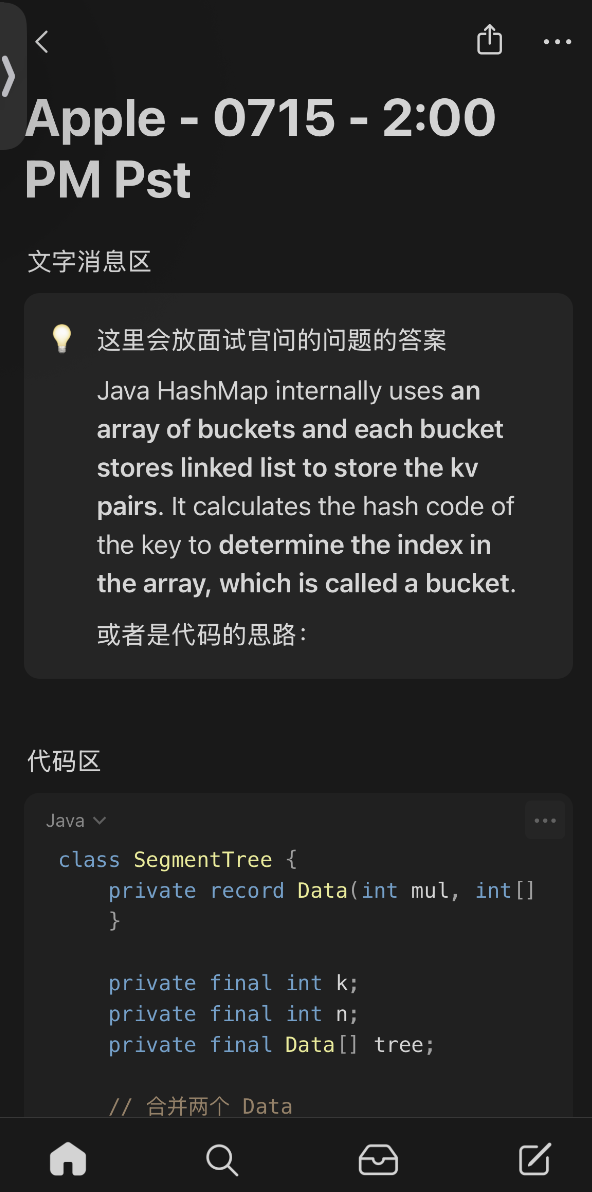 Apple - 0715 - 2:00
PM Pst
文字消息区
💡 这里会放面试官问的问题的答案
Java HashMap internally uses an
array of buckets and each bucket
stores linked list to store the kv
pairs. It calculates the hash code of
the key to determine the index in
the array, which is called a bucket.
或者是代码的思路：
代码区
Java
class SegmentTree {
    private record Data(int mul, int[]
    }
    private final int k;
    private final int n;
    private final Data[] tree;
    // 合并两个 Data